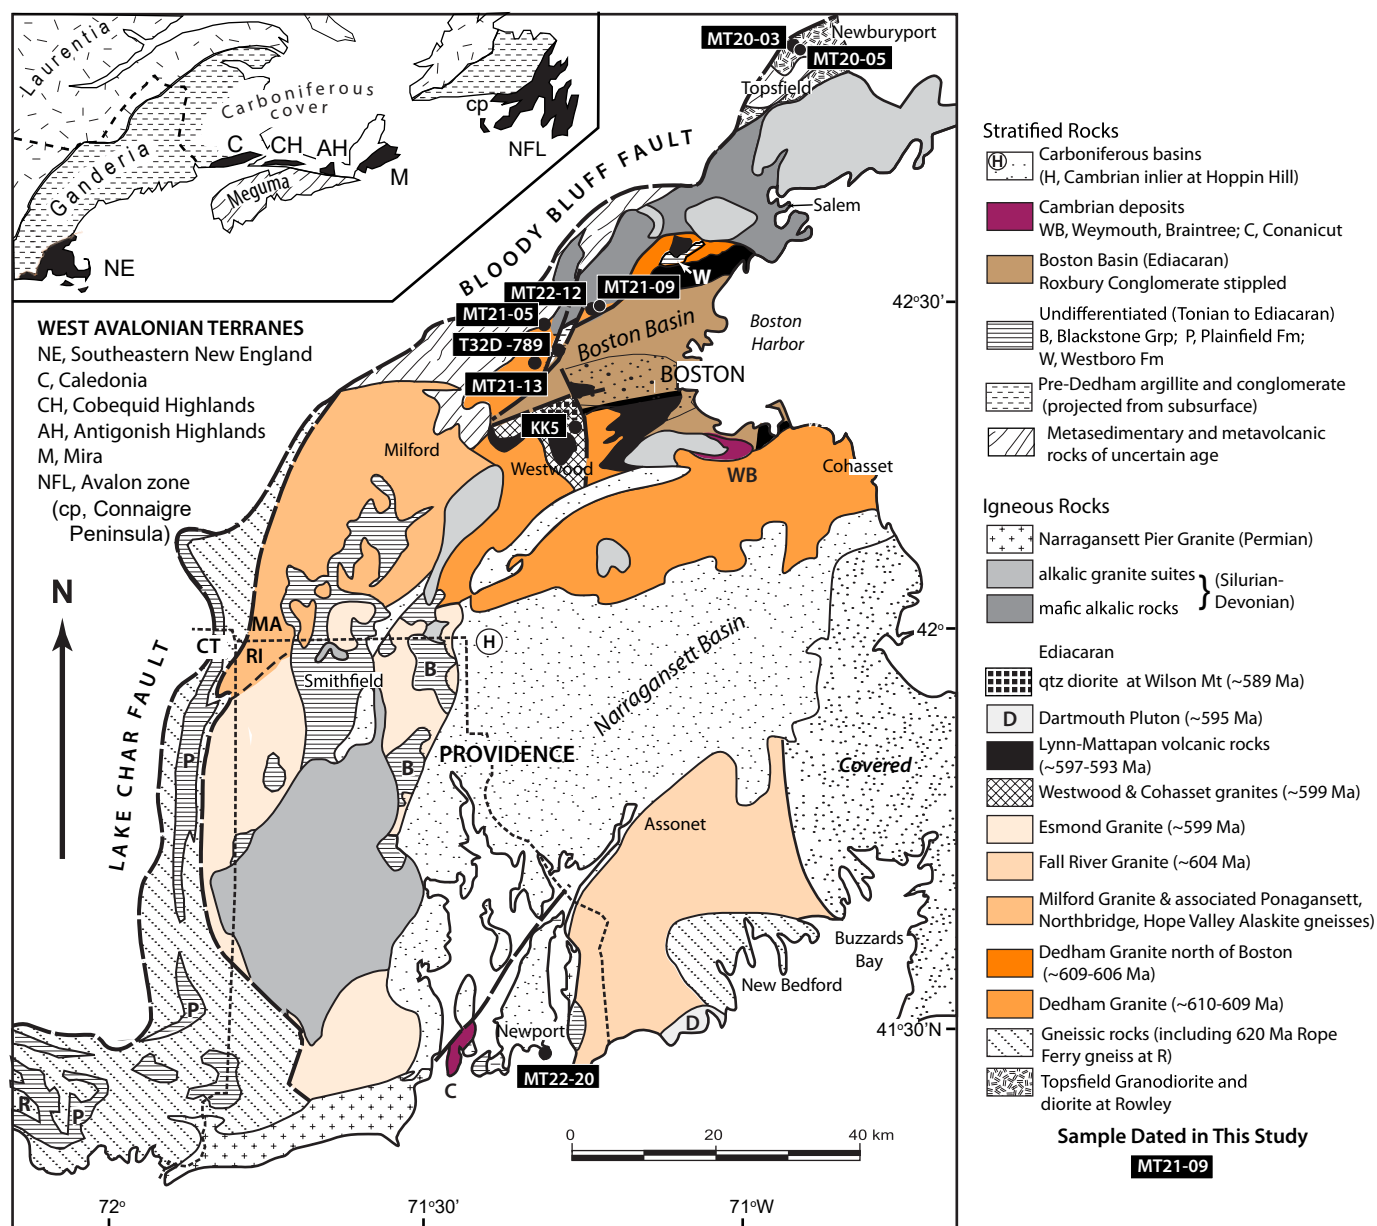 Laurentia
Ganderia
Carboniferous
cover
C
CH
AH
M
Meguma
NE
cp
NFL
WEST AVALONIAN TERRANES
NE, Southeastern New England
C, Caledonia
CH, Cobequid Highlands
AH, Antigonish Highlands
M, Mira
NFL, Avalon zone
(cp, Connaigre
Peninsula)
N
BLOODY BLUFF FAULT
LAKE CHAR FAULT
MT20-03
Newburyport
MT20-05
Topsfield
Salem
W
MT22-12
MT21-09
MT21-05
T32D -789
MT21-13
KK5
Boston Basin
Boston
Harbor
BOSTON
Milford
Westwood
WB
Cohasset
42°30'
42°
41°30'N
MA
CT
RI
H
B
Smithfield
Narragansett Basin
PROVIDENCE
P
B
Covered
Assonet
Buzzards
Bay
New Bedford
D
P
Newport
MT22-20
C
R
P
0
20
40 km
72°
71°30'
71°W
Stratified Rocks
H
Carboniferous basins
(H, Cambrian inlier at Hoppin Hill)
Cambrian deposits
WB, Weymouth, Braintree; C, Conanicut
Boston Basin (Ediacaran)
Roxbury Conglomerate stippled
Undifferentiated (Tonian to Ediacaran)
B, Blackstone Grp; P, Plainfield Fm;
W, Westboro Fm
Pre-Dedham argillite and conglomerate
(projected from subsurface)
Metasedimentary and metavolcanic
rocks of uncertain age
Igneous Rocks
Narragansett Pier Granite (Permian)
alkalic granite suites
mafic alkalic rocks
} (Silurian-
Devonian)
Ediacaran
qtz diorite at Wilson Mt (~589 Ma)
D
Dartmouth Pluton (~595 Ma)
Lynn-Mattapan volcanic rocks
(~597-593 Ma)
Westwood & Cohasset granites (~599 Ma)
Esmond Granite (~599 Ma)
Fall River Granite (~604 Ma)
Milford Granite & associated Ponagansett,
Northbridge, Hope Valley Alaskite gneisses)
Dedham Granite north of Boston
(~609-606 Ma)
Dedham Granite (~610-609 Ma)
Gneissic rocks (including 620 Ma Rope
Ferry gneiss at R)
Topsfield Granodiorite and
diorite at Rowley
Sample Dated in This Study
MT21-09